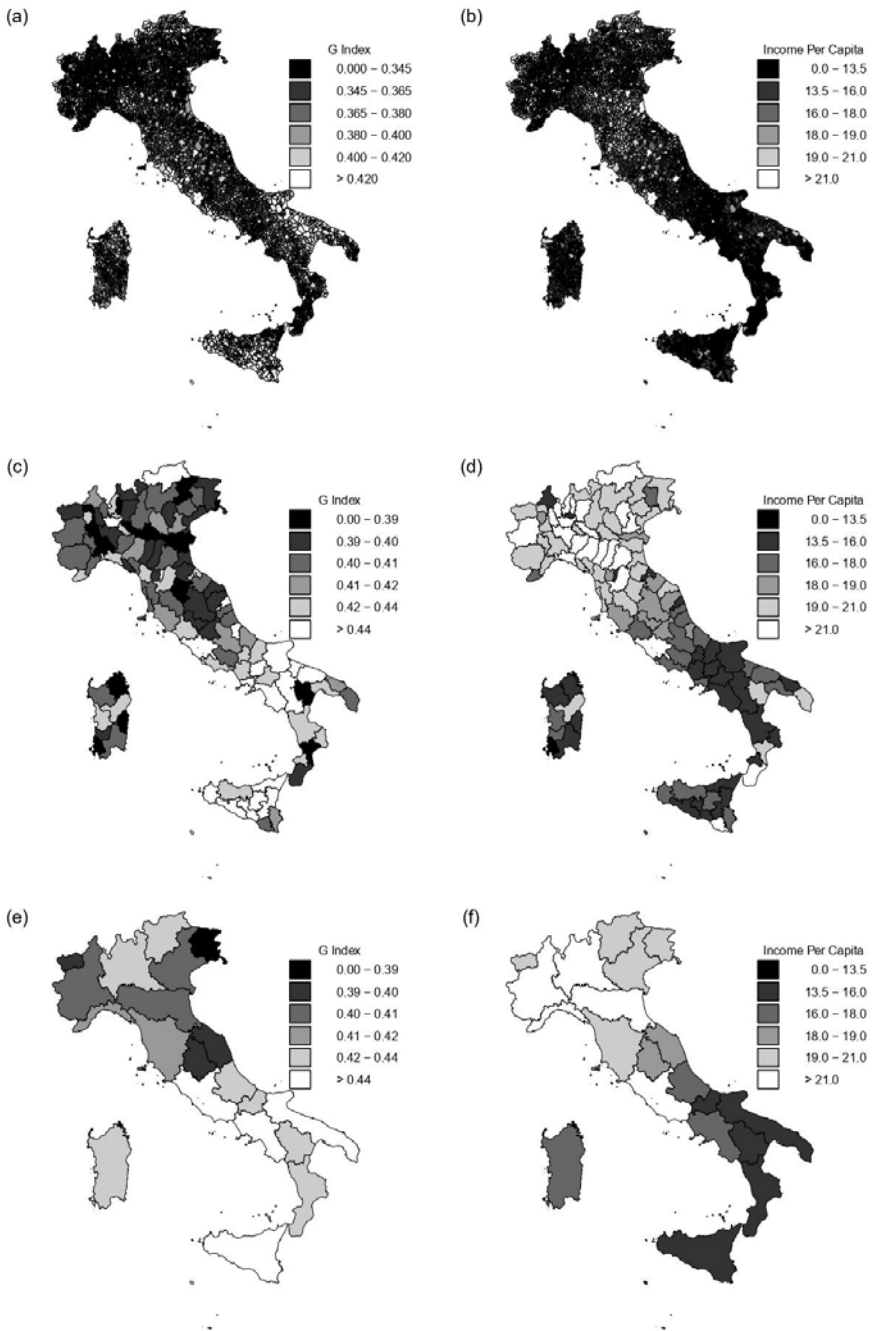 (a)
G Index
0.000 – 0.345
0.345 – 0.365
0.365 – 0.380
0.380 – 0.400
0.400 – 0.420
> 0.420
(b)
Income Per Capita
0.0 – 13.5
13.5 – 16.0
16.0 – 18.0
18.0 – 19.0
19.0 – 21.0
> 21.0
(c)
G Index
0.00 – 0.39
0.39 – 0.40
0.40 – 0.41
0.41 – 0.42
0.42 – 0.44
> 0.44
(d)
Income Per Capita
0.0 – 13.5
13.5 – 16.0
16.0 – 18.0
18.0 – 19.0
19.0 – 21.0
> 21.0
(e)
G Index
0.00 – 0.39
0.39 – 0.40
0.40 – 0.41
0.41 – 0.42
0.42 – 0.44
> 0.44
(f)
Income Per Capita
0.0 – 13.5
13.5 – 16.0
16.0 – 18.0
18.0 – 19.0
19.0 – 21.0
> 21.0